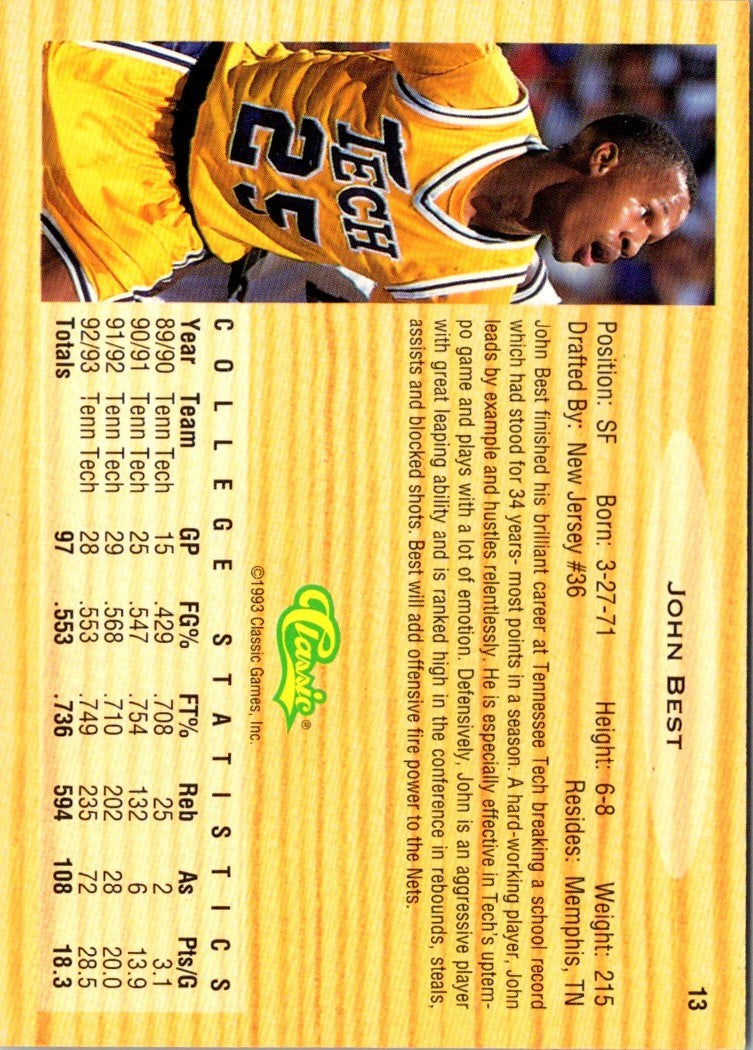 13
JOHN BEST
Position: SF Born: 3-27-71 Height: 6-8 Weight: 215
Drafted By: New Jersey #36 Resides: Memphis, TN
John Best finished his brilliant career at Tennessee Tech breaking a school record
which had stood for 34 years- most points in a season. A hard-working player, John
leads by example and hustles relentlessly. He is especially effective in Tech's uptem-
po game and plays with a lot of emotion. Defensively, John is an aggressive player
with great leaping ability and is ranked high in the conference in rebounds, steals,
assists and blocked shots. Best will add offensive fire power to the Nets.
TECH
25
Classic®
©1993 Classic Games, Inc.
COLLEGE STATISTICS
Year Team GP FG% FT% Reb As Pts/G
89/90 Tenn Tech 15 .429 .708 25 2 3.1
90/91 Tenn Tech 25 .547 .754 132 6 13.9
91/92 Tenn Tech 29 .568 .710 202 28 20.0
92/93 Tenn Tech 28 .553 .749 235 72 28.5
Totals 97 .553 .736 594 108 18.3